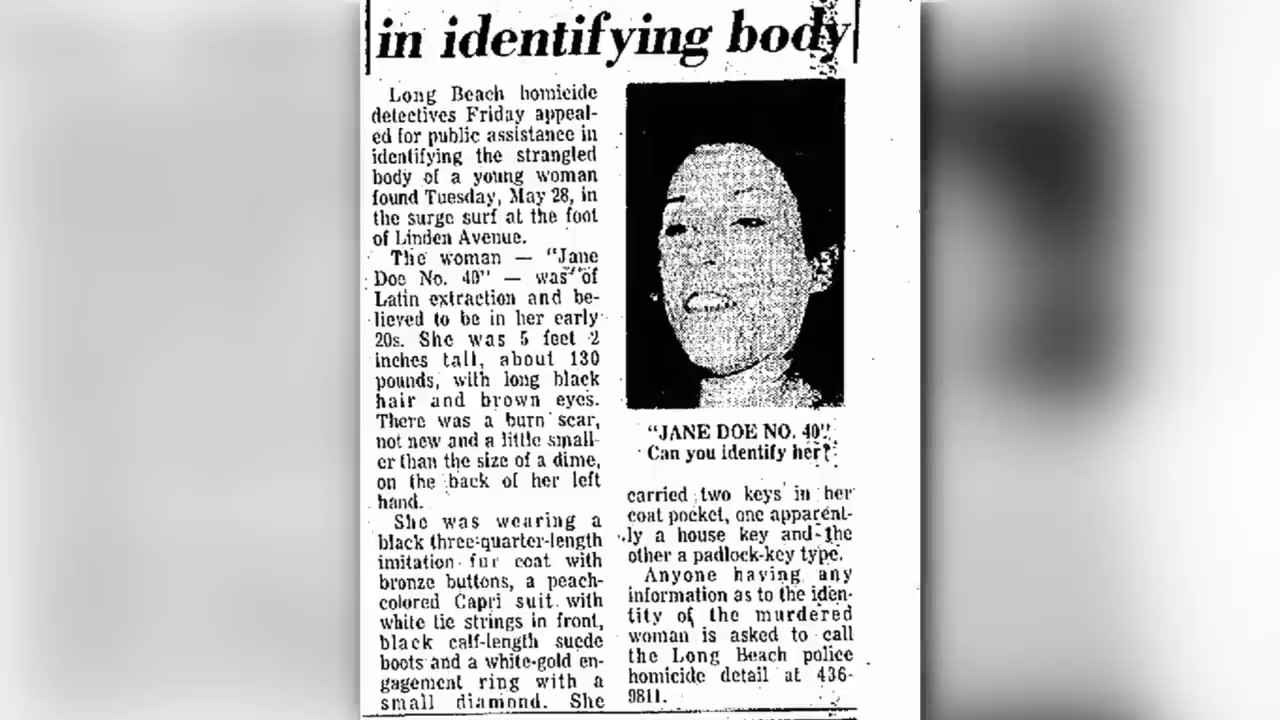 in identifying body
Long Beach homicide
detectives Friday appeal-
ed for public assistance in
identifying the strangled
body of a young woman
found Tuesday, May 28, in
the surge surf at the foot
of Linden Avenue.
The woman — "Jane
Doe No. 40" — was of
Latin extraction and be-
lieved to be in her early
20s. She was 5 feet 2
inches tall, about 130
pounds, with long black
hair and brown eyes.
There was a burn scar,
not new and a little small-
er than the size of a dime,
on the back of her left
hand.
She was wearing a
black three-quarter-length
imitation fur coat with
bronze buttons, a peach-
colored Capri suit with
white tie strings in front,
black calf-length suede
boots and a white-gold en-
gagement ring with a
small diamond. She
"JANE DOE NO. 40"
Can you identify her?
carried two keys in her
coat pocket, one apparent-
ly a house key and the
other a padlock-key type.
Anyone having any
information as to the iden-
tity of the murdered
woman is asked to call
the Long Beach police
homicide detail at 436-
9811.